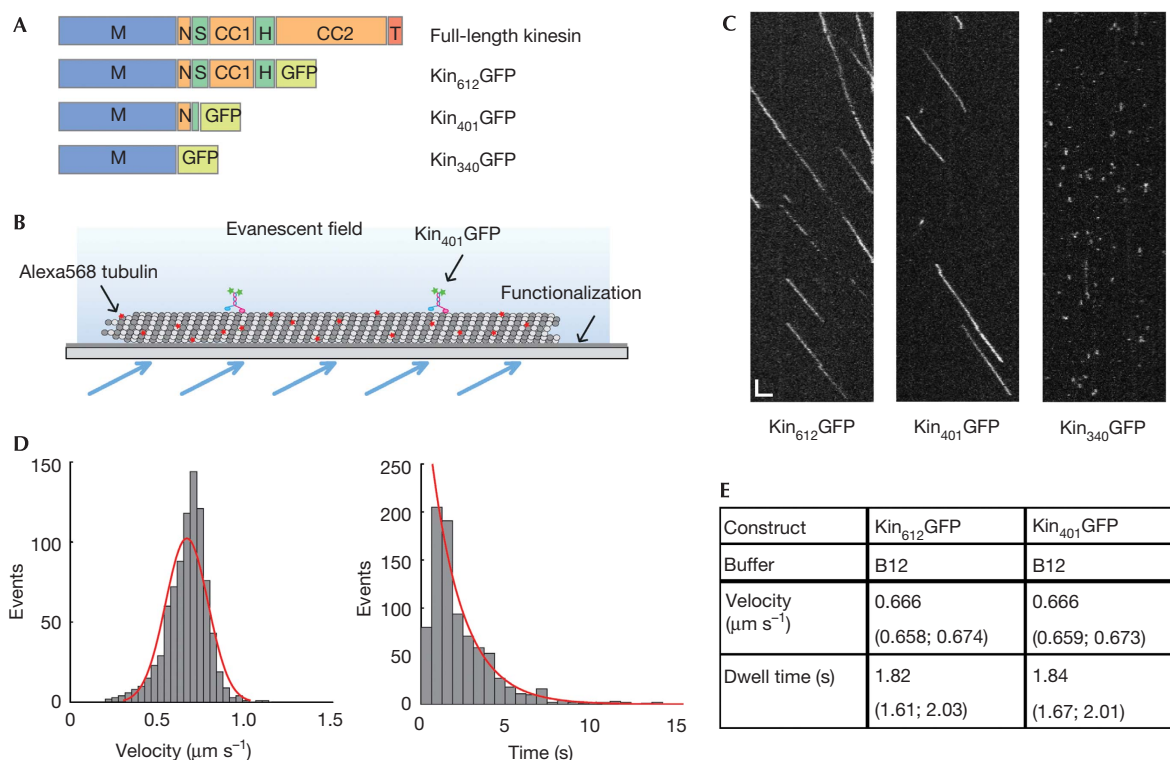 A
M N S CC1 H CC2 T Full-length kinesin
M N S CC1 H GFP Kin612GFP
M N GFP Kin401GFP
M GFP Kin340GFP
B
Evanescent field
Kin401GFP
Alexa568 tubulin
Functionalization
C
Kin612GFP Kin401GFP Kin340GFP
D
150
100
50
0
Events
0 0.5 1.0 1.5
Velocity (μm s−1)
250
200
150
100
50
0
Events
0 5 10 15
Time (s)
E
Construct Kin612GFP Kin401GFP
Buffer B12 B12
Velocity 0.666 0.666
(μm s−1) (0.658; 0.674) (0.659; 0.673)
Dwell time (s) 1.82 1.84
(1.61; 2.03) (1.67; 2.01)